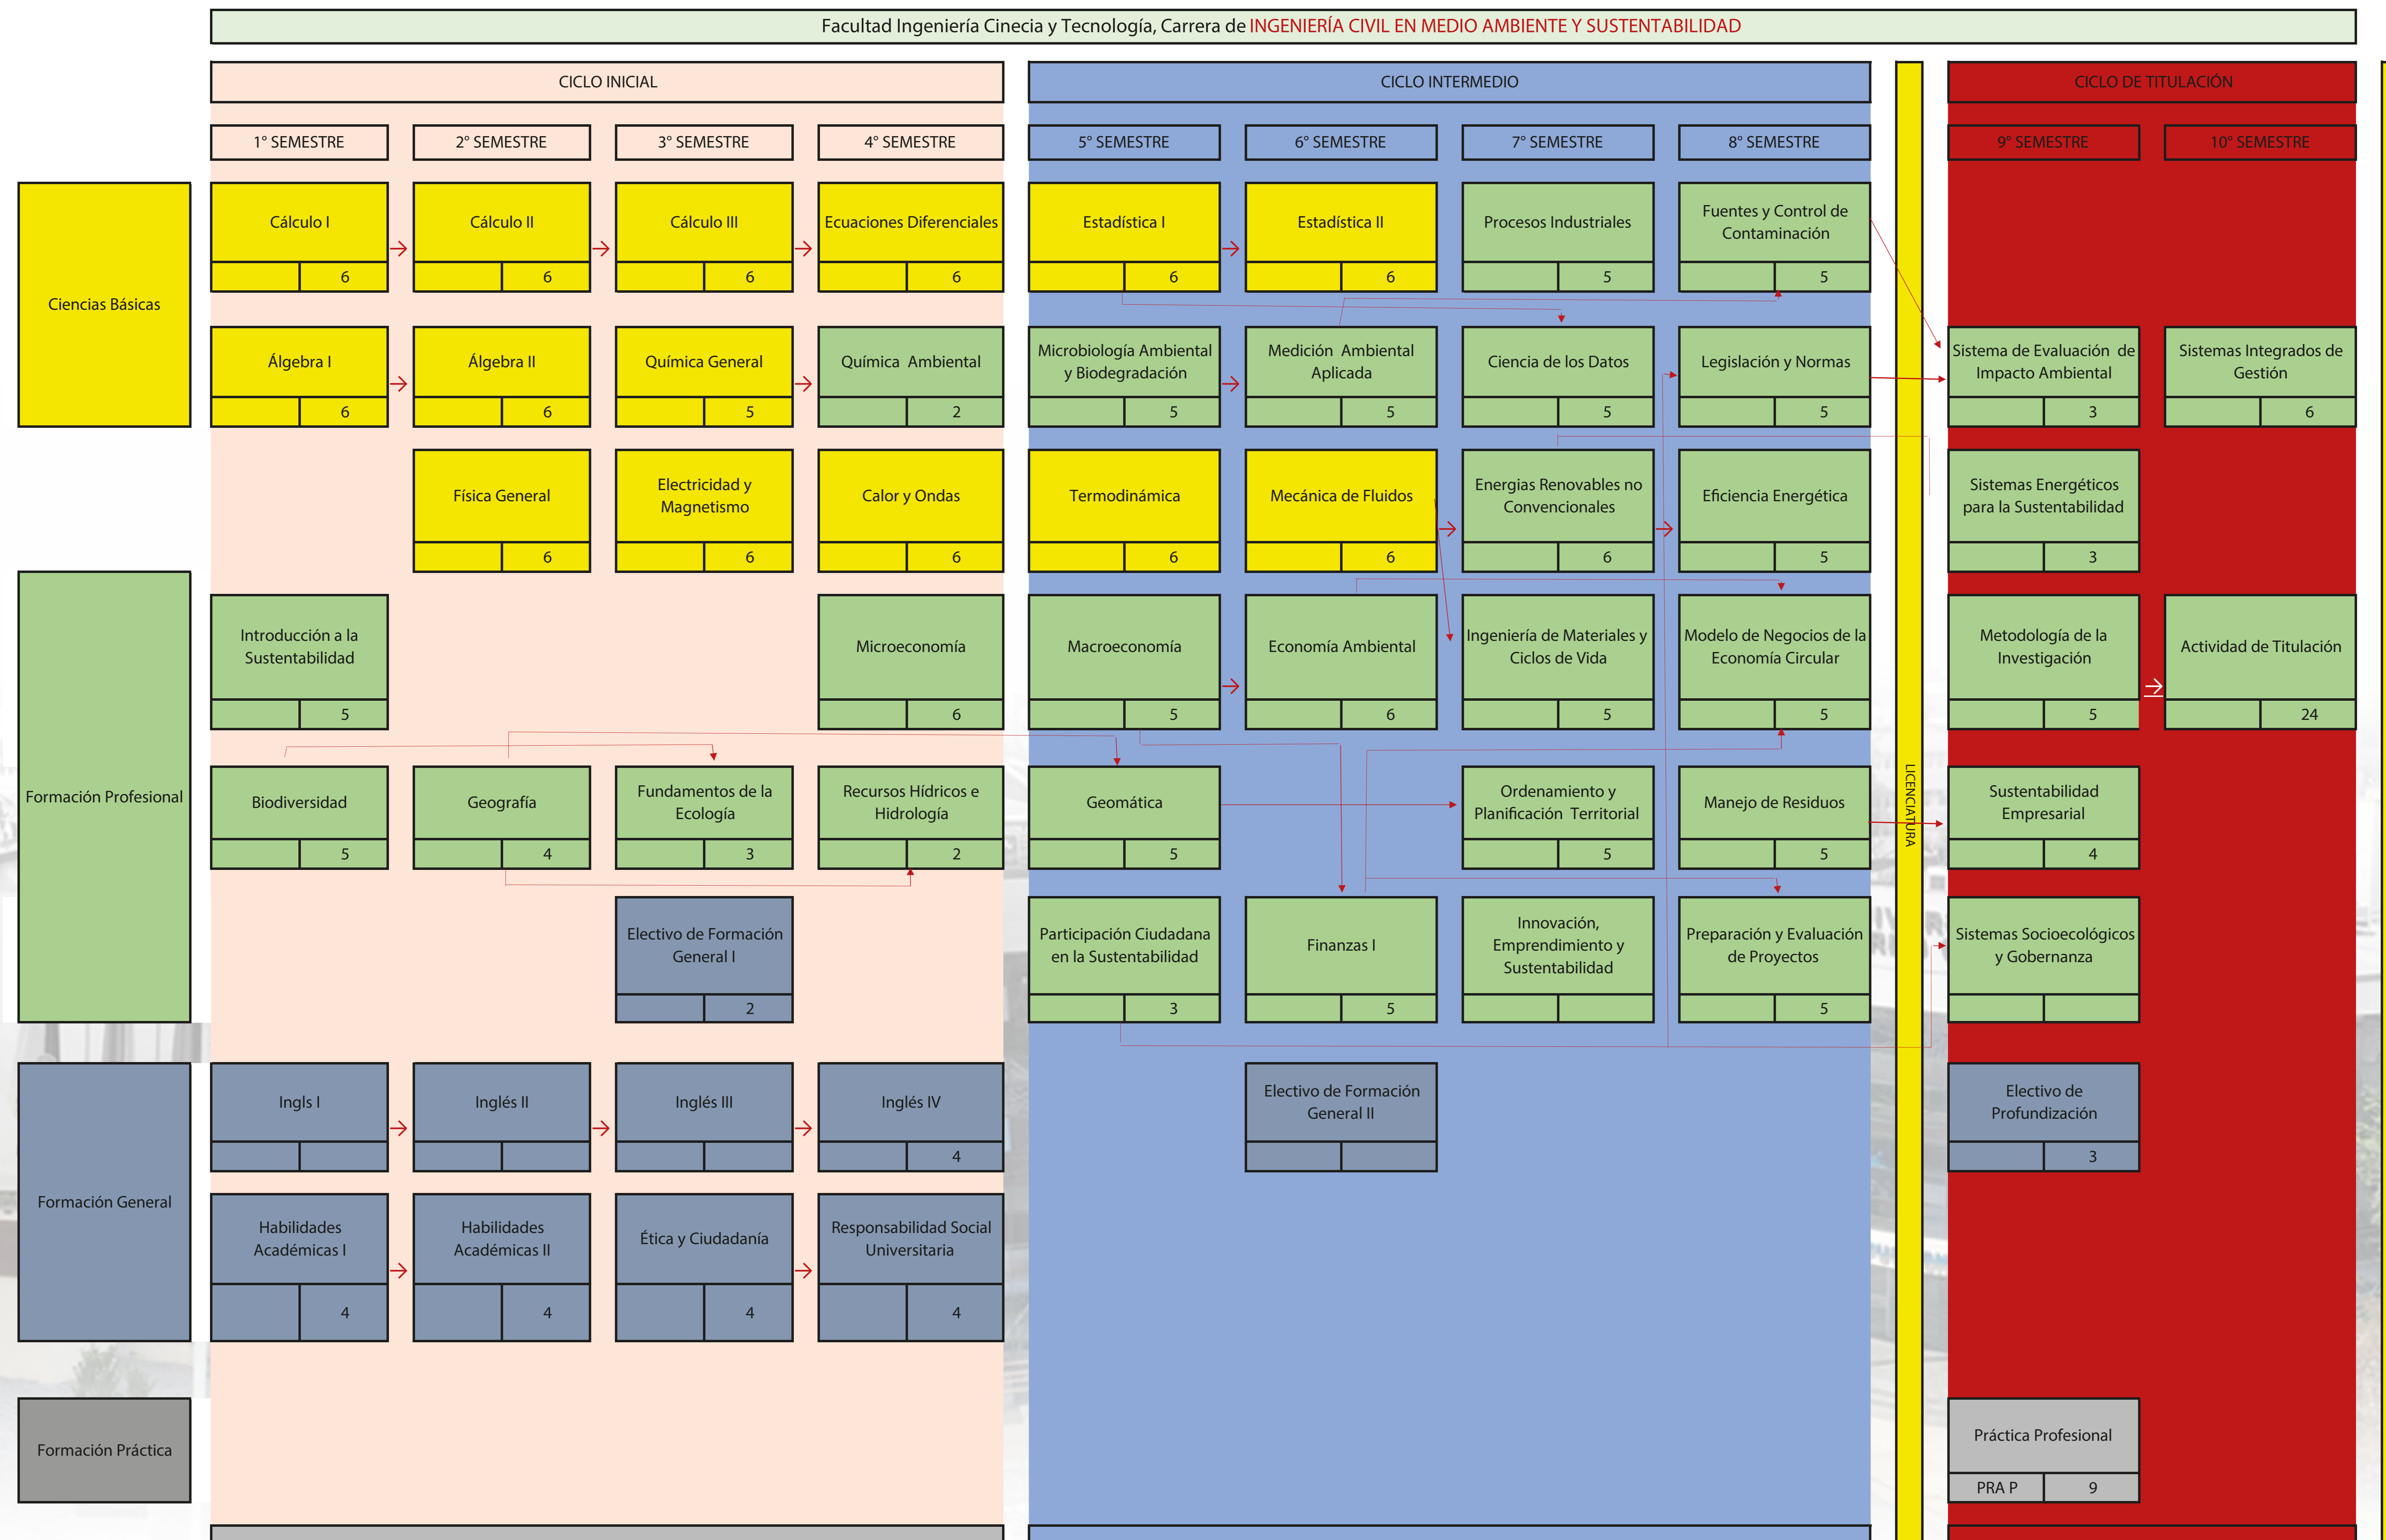 Facultad Ingeniería Cinecia y Tecnología, Carrera de INGENIERÍA CIVIL EN MEDIO AMBIENTE Y SUSTENTABILIDAD
CICLO INICIAL
CICLO INTERMEDIO
CICLO DE TITULACIÓN
1° SEMESTRE
2° SEMESTRE
3° SEMESTRE
4° SEMESTRE
5° SEMESTRE
6° SEMESTRE
7° SEMESTRE
8° SEMESTRE
9° SEMESTRE
10° SEMESTRE
Ciencias Básicas
Cálculo I
6
Cálculo II
6
Cálculo III
6
Ecuaciones Diferenciales
6
Estadística I
6
Estadística II
6
Procesos Industriales
5
Fuentes y Control de
Contaminación
5
Álgebra I
6
Álgebra II
6
Química General
5
Química Ambiental
2
Microbiología Ambiental
y Biodegradación
5
Medición Ambiental
Aplicada
5
Ciencia de los Datos
5
Legislación y Normas
5
Sistema de Evaluación de
Impacto Ambiental
3
Sistemas Integrados de
Gestión
6
Física General
6
Electricidad y
Magnetismo
6
Calor y Ondas
6
Termodinámica
6
Mecánica de Fluidos
6
Energias Renovables no
Convencionales
6
Eficiencia Energética
5
Sistemas Energéticos
para la Sustentabilidad
3
Formación Profesional
Introducción a la
Sustentabilidad
5
Microeconomía
6
Macroeconomía
5
Economía Ambiental
6
Ingeniería de Materiales y
Ciclos de Vida
5
Modelo de Negocios de la
Economía Circular
5
Metodología de la
Investigación
5
Actividad de Titulación
24
Biodiversidad
5
Geografía
4
Fundamentos de la
Ecología
3
Recursos Hídricos e
Hidrología
2
Geomática
5
Ordenamiento y
Planificación Territorial
5
Manejo de Residuos
5
LICENCIATURA
Sustentabilidad
Empresarial
4
Electivo de Formación
General I
2
Participación Ciudadana
en la Sustentabilidad
3
Finanzas I
5
Innovación,
Emprendimiento y
Sustentabilidad
Preparación y Evaluación
de Proyectos
5
Sistemas Socioecológicos
y Gobernanza
Formación General
Ingls I
Inglés II
Inglés III
Inglés IV
4
Electivo de Formación
General II
Electivo de
Profundización
3
Habilidades
Académicas I
4
Habilidades
Académicas II
4
Ética y Ciudadanía
4
Responsabilidad Social
Universitaria
4
Formación Práctica
Práctica Profesional
PRA P
9